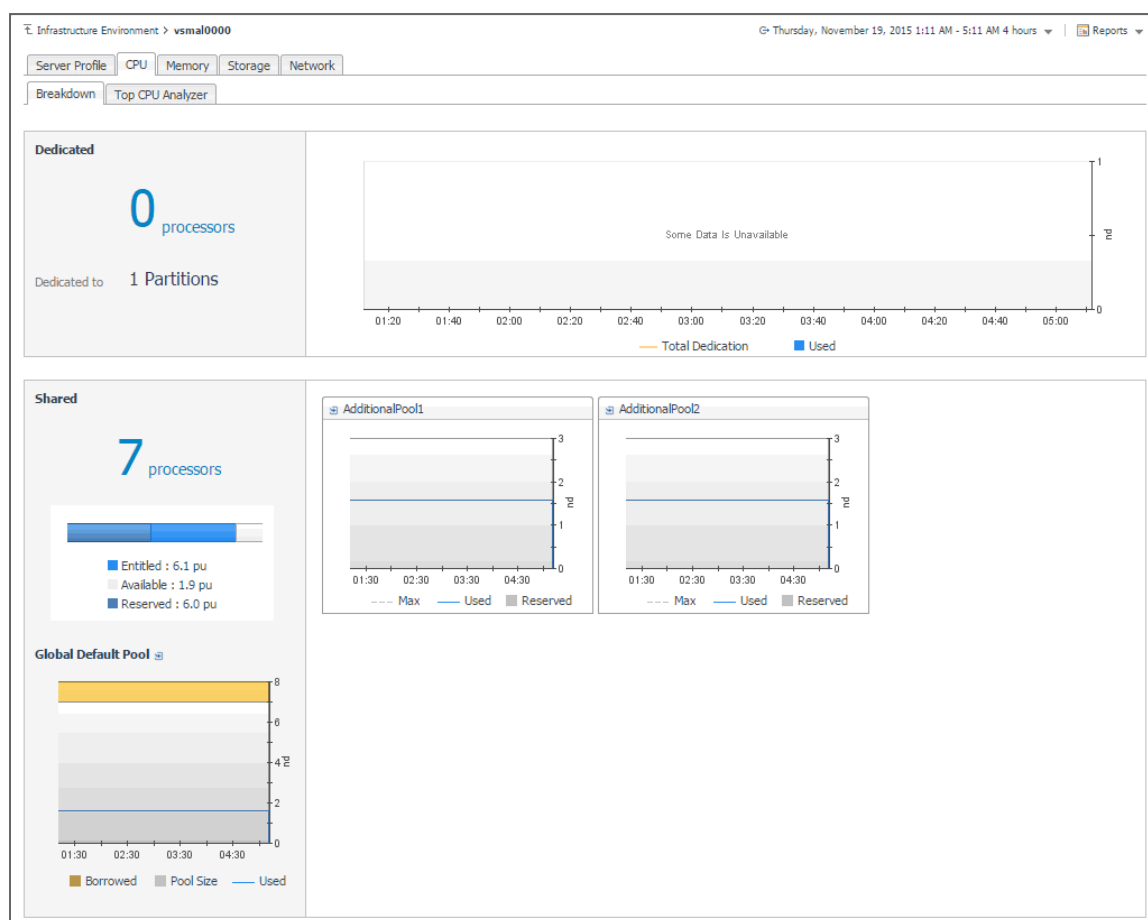 Infrastructure Environment > vsmal0000
Thursday, November 19, 2015 1:11 AM - 5:11 AM 4 hours
Reports
Server Profile CPU Memory Storage Network
Breakdown Top CPU Analyzer
Dedicated
0 processors
Dedicated to 1 Partitions
1
Some Data Is Unavailable
pu
0
01:20 01:40 02:00 02:20 02:40 03:00 03:20 03:40 04:00 04:20 04:40 05:00
Total Dedication Used
Shared
7 processors
Entitled : 6.1 pu
Available : 1.9 pu
Reserved : 6.0 pu
Global Default Pool
8
6
4 pu
2
0
01:30 02:30 03:30 04:30
Borrowed Pool Size Used
AdditionalPool1
3
2
pu
1
0
01:30 02:30 03:30 04:30
Max Used Reserved
AdditionalPool2
3
2
pu
1
0
01:30 02:30 03:30 04:30
Max Used Reserved